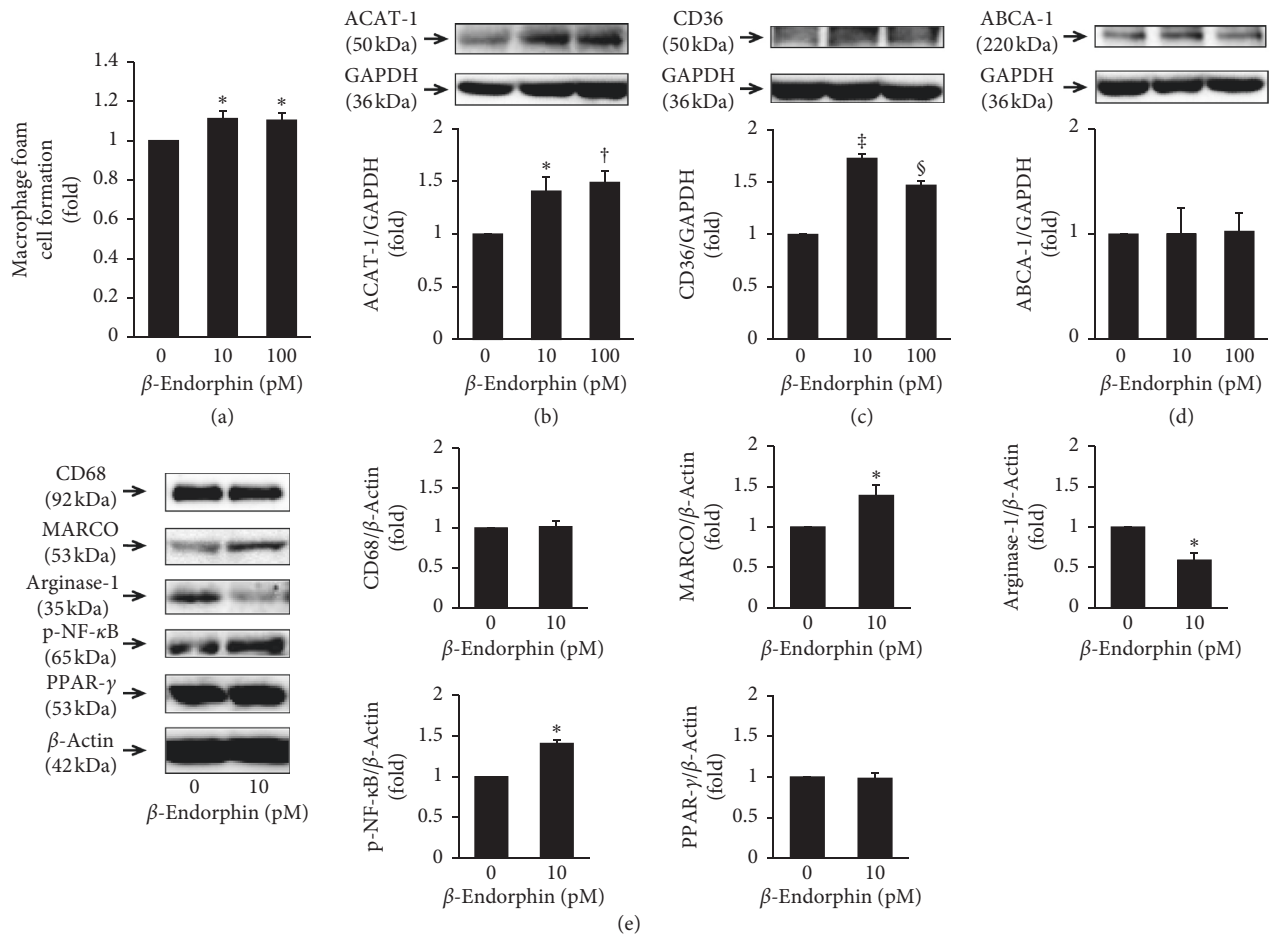 1.4
1.2
1
0.8
0.6
0.4
0.2
0
Macrophage foam
cell formation
(fold)
*
*
0 10 100
β-Endorphin (pM)
(a)
ACAT-1
(50 kDa)
GAPDH
(36 kDa)
2
1.5
1
0.5
0
ACAT-1/GAPDH
(fold)
*
†
0 10 100
β-Endorphin (pM)
(b)
CD36
(50 kDa)
GAPDH
(36 kDa)
2
1.5
1
0.5
0
CD36/GAPDH
(fold)
‡
§
0 10 100
β-Endorphin (pM)
(c)
ABCA-1
(220 kDa)
GAPDH
(36 kDa)
2
1
0
ABCA-1/GAPDH
(fold)
0 10 100
β-Endorphin (pM)
(d)
CD68
(92 kDa)
MARCO
(53 kDa)
Arginase-1
(35 kDa)
p-NF-κB
(65 kDa)
PPAR-γ
(53 kDa)
β-Actin
(42 kDa)
0 10
β-Endorphin (pM)
2
1.5
1
0.5
0
CD68/β-Actin
(fold)
0 10
β-Endorphin (pM)
2
1.5
1
0.5
0
MARCO/β-Actin
(fold)
*
0 10
β-Endorphin (pM)
2
1.5
1
0.5
0
Arginase-1/β-Actin
(fold)
*
0 10
β-Endorphin (pM)
2
1.5
1
0.5
0
p-NF-κB/β-Actin
(fold)
*
0 10
β-Endorphin (pM)
2
1.5
1
0.5
0
PPAR-γ/β-Actin
(fold)
0 10
β-Endorphin (pM)
(e)